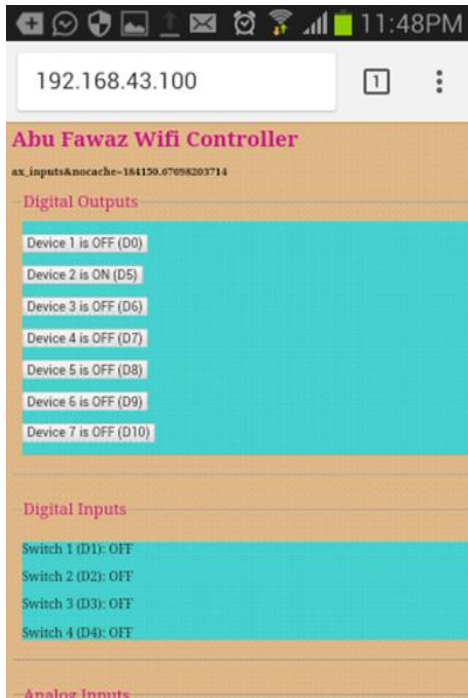 11:48PM
192.168.43.100
1
Abu Fawaz Wifi Controller
ax_inputs&nocache=184150.67698203714
Digital Outputs
Device 1 is OFF (D0)
Device 2 is ON (D5)
Device 3 is OFF (D6)
Device 4 is OFF (D7)
Device 5 is OFF (D8)
Device 6 is OFF (D9)
Device 7 is OFF (D10)
Digital Inputs
Switch 1 (D1): OFF
Switch 2 (D2): OFF
Switch 3 (D3): OFF
Switch 4 (D4): OFF
Analog Inputs